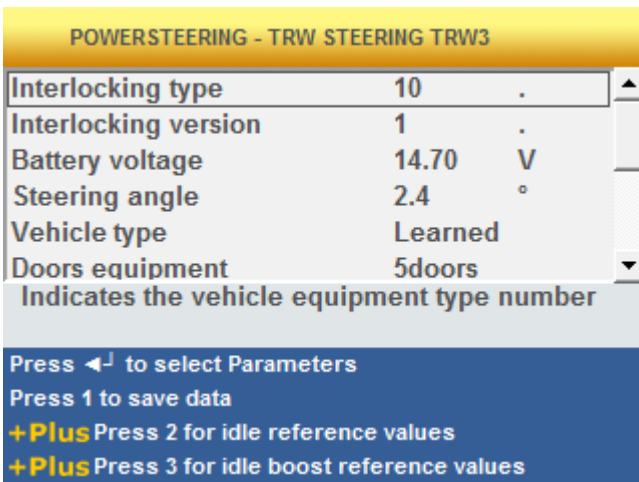 POWERSTEERING - TRW STEERING TRW3
Interlocking type 10 .
Interlocking version 1 .
Battery voltage 14.70 V
Steering angle 2.4 °
Vehicle type Learned
Doors equipment 5doors
Indicates the vehicle equipment type number
Press ◄┘ to select Parameters
Press 1 to save data
+Plus Press 2 for idle reference values
+Plus Press 3 for idle boost reference values